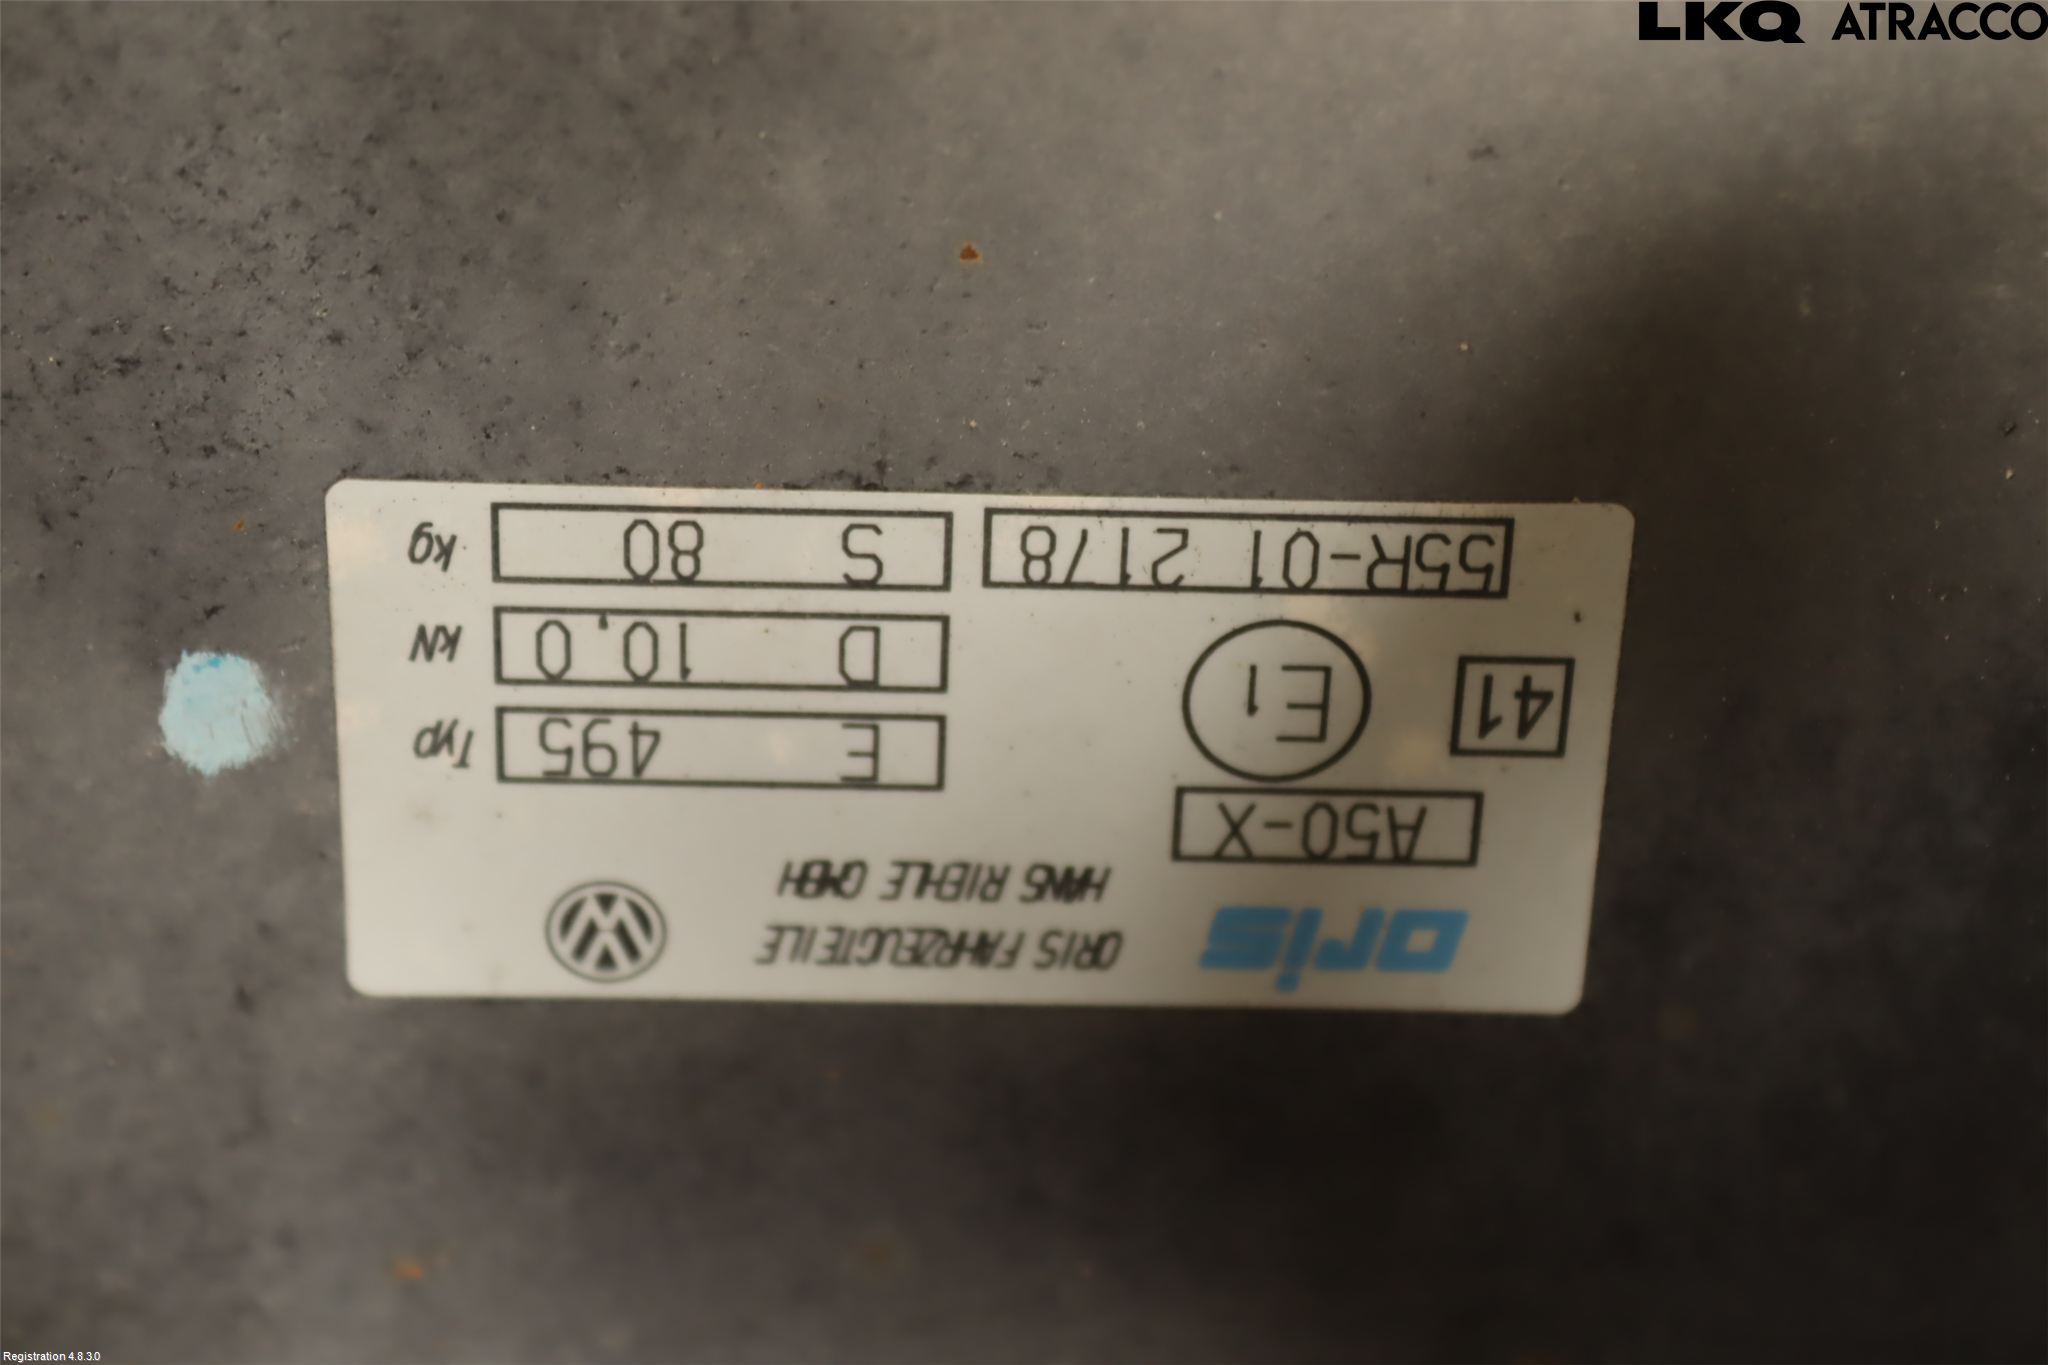 LKQ ATRACCO
oris
ORIS FAHRZEUGTEILE
HANS RIEHLE GMBH
A50-X
E 495 Typ
41
E1
D 10,0 kN
55R-01 2178
S 80 kg
Registration 4.8.3.0